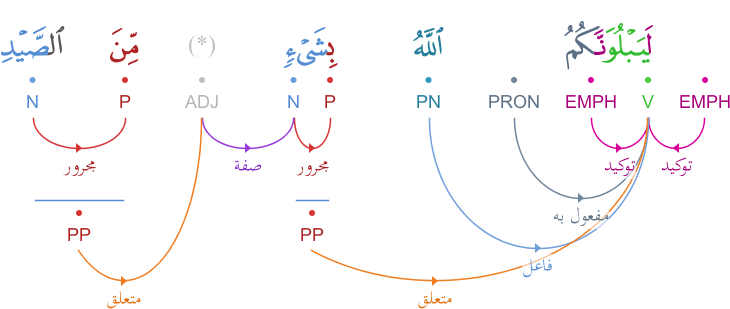 لَيَبْلُوَنَّكُمُ ٱللَّهُ بِشَىْءٍ (*) مِّنَ ٱلصَّيْدِ
N P ADJ N P PN PRON EMPH V EMPH
مجرور صفة مجرور توكيد توكيد
مفعول به
PP PP
فاعل
متعلق متعلق